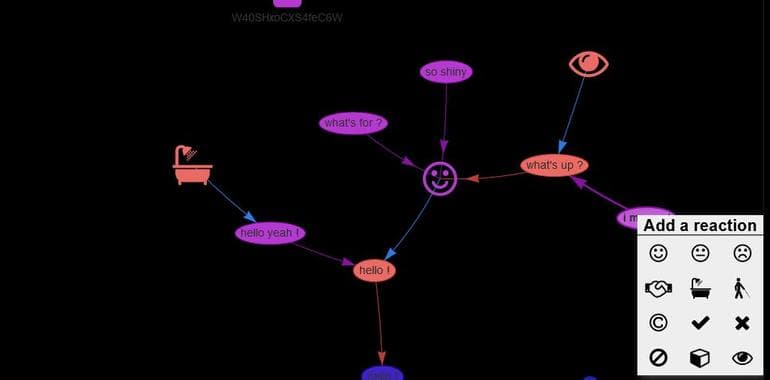 W40SHxoCXS4feC6W
so shiny
what's for ?
what's up ?
i m
hello yeah !
Add a reaction
hello !